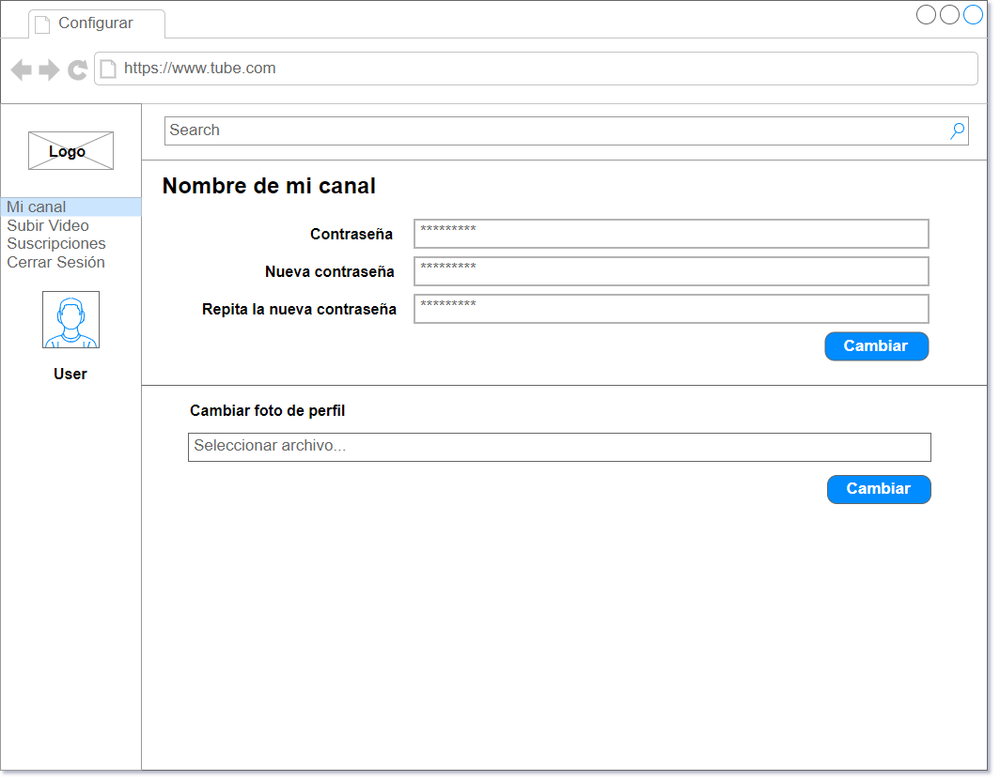 Configurar
https://www.tube.com
Logo
Search
Mi canal
Subir Video
Suscripciones
Cerrar Sesión
User
Nombre de mi canal
Contraseña *********
Nueva contraseña *********
Repita la nueva contraseña *********
Cambiar
Cambiar foto de perfil
Seleccionar archivo...
Cambiar